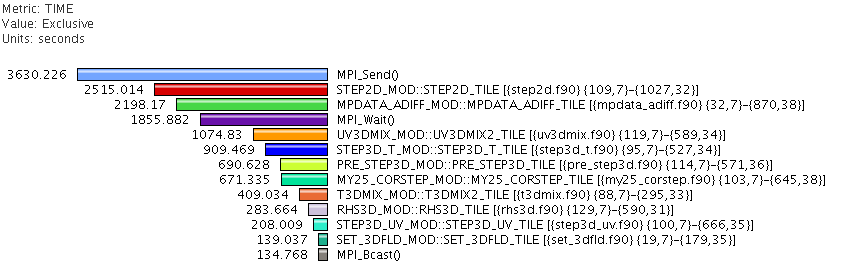 Metric: TIME
Value: Exclusive
Units: seconds
3630.226 MPI_Send()
2515.014 STEP2D_MOD::STEP2D_TILE [{step2d.f90} {109,7}-{1027,32}]
2198.17 MPDATA_ADIFF_MOD::MPDATA_ADIFF_TILE [{mpdata_adiff.f90} {32,7}-{870,38}]
1855.882 MPI_Wait()
1074.83 UV3DMIX_MOD::UV3DMIX2_TILE [{uv3dmix.f90} {119,7}-{589,34}]
909.469 STEP3D_T_MOD::STEP3D_T_TILE [{step3d_t.f90} {95,7}-{527,34}]
690.628 PRE_STEP3D_MOD::PRE_STEP3D_TILE [{pre_step3d.f90} {114,7}-{571,36}]
671.335 MY25_CORSTEP_MOD::MY25_CORSTEP_TILE [{my25_corstep.f90} {103,7}-{645,38}]
409.034 T3DMIX_MOD::T3DMIX2_TILE [{t3dmix.f90} {88,7}-{295,33}]
283.664 RHS3D_MOD::RHS3D_TILE [{rhs3d.f90} {129,7}-{590,31}]
208.009 STEP3D_UV_MOD::STEP3D_UV_TILE [{step3d_uv.f90} {100,7}-{666,35}]
139.037 SET_3DFLD_MOD::SET_3DFLD_TILE [{set_3dfld.f90} {19,7}-{179,35}]
134.768 MPI_Bcast()